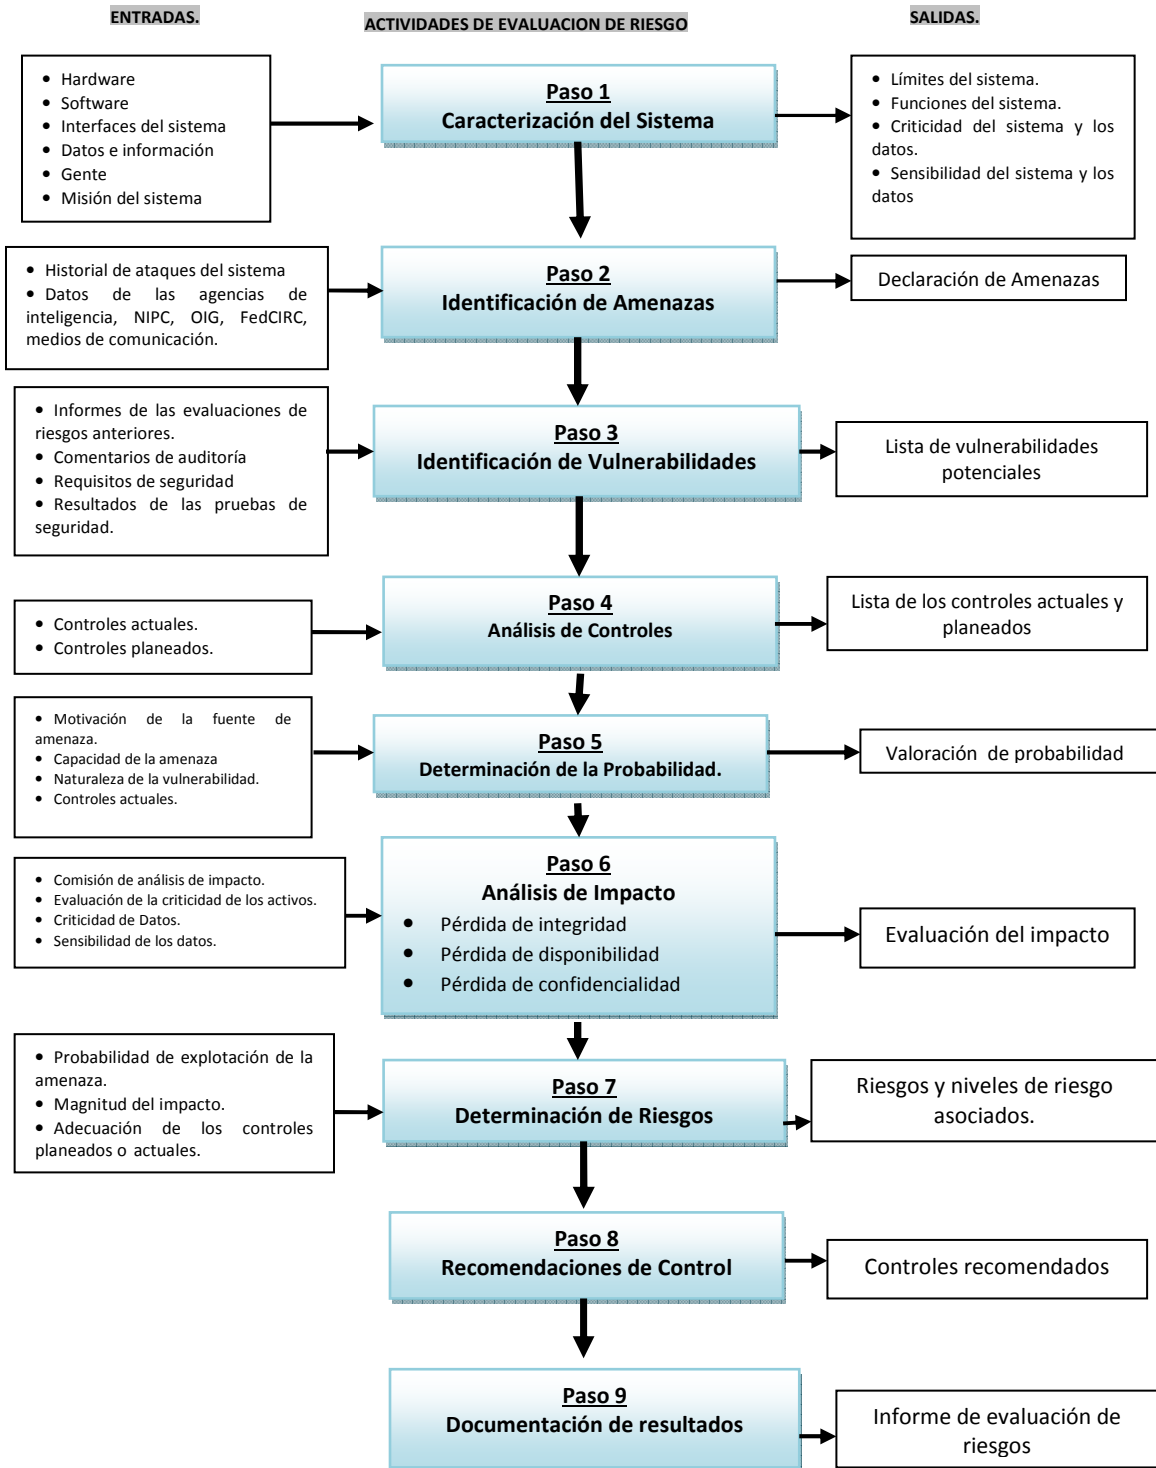 ENTRADAS.
ACTIVIDADES DE EVALUACION DE RIESGO
SALIDAS.
• Hardware
• Software
• Interfaces del sistema
• Datos e información
• Gente
• Misión del sistema
Paso 1
Caracterización del Sistema
• Límites del sistema.
• Funciones del sistema.
• Criticidad del sistema y los
datos.
• Sensibilidad del sistema y los
datos
• Historial de ataques del sistema
• Datos de las agencias de
inteligencia, NIPC, OIG, FedCIRC,
medios de comunicación.
Paso 2
Identificación de Amenazas
Declaración de Amenazas
• Informes de las evaluaciones de
riesgos anteriores.
• Comentarios de auditoría
• Requisitos de seguridad
• Resultados de las pruebas de
seguridad.
Paso 3
Identificación de Vulnerabilidades
Lista de vulnerabilidades
potenciales
• Controles actuales.
• Controles planeados.
Paso 4
Análisis de Controles
Lista de los controles actuales y
planeados
• Motivación de la fuente de
amenaza.
• Capacidad de la amenaza
• Naturaleza de la vulnerabilidad.
• Controles actuales.
Paso 5
Determinación de la Probabilidad.
Valoración de probabilidad
• Comisión de análisis de impacto.
• Evaluación de la criticidad de los activos.
• Criticidad de Datos.
• Sensibilidad de los datos.
Paso 6
Análisis de Impacto
• Pérdida de integridad
• Pérdida de disponibilidad
• Pérdida de confidencialidad
Evaluación del impacto
• Probabilidad de explotación de la
amenaza.
• Magnitud del impacto.
• Adecuación de los controles
planeados o actuales.
Paso 7
Determinación de Riesgos
Riesgos y niveles de riesgo
asociados.
Paso 8
Recomendaciones de Control
Controles recomendados
Paso 9
Documentación de resultados
Informe de evaluación de
riesgos